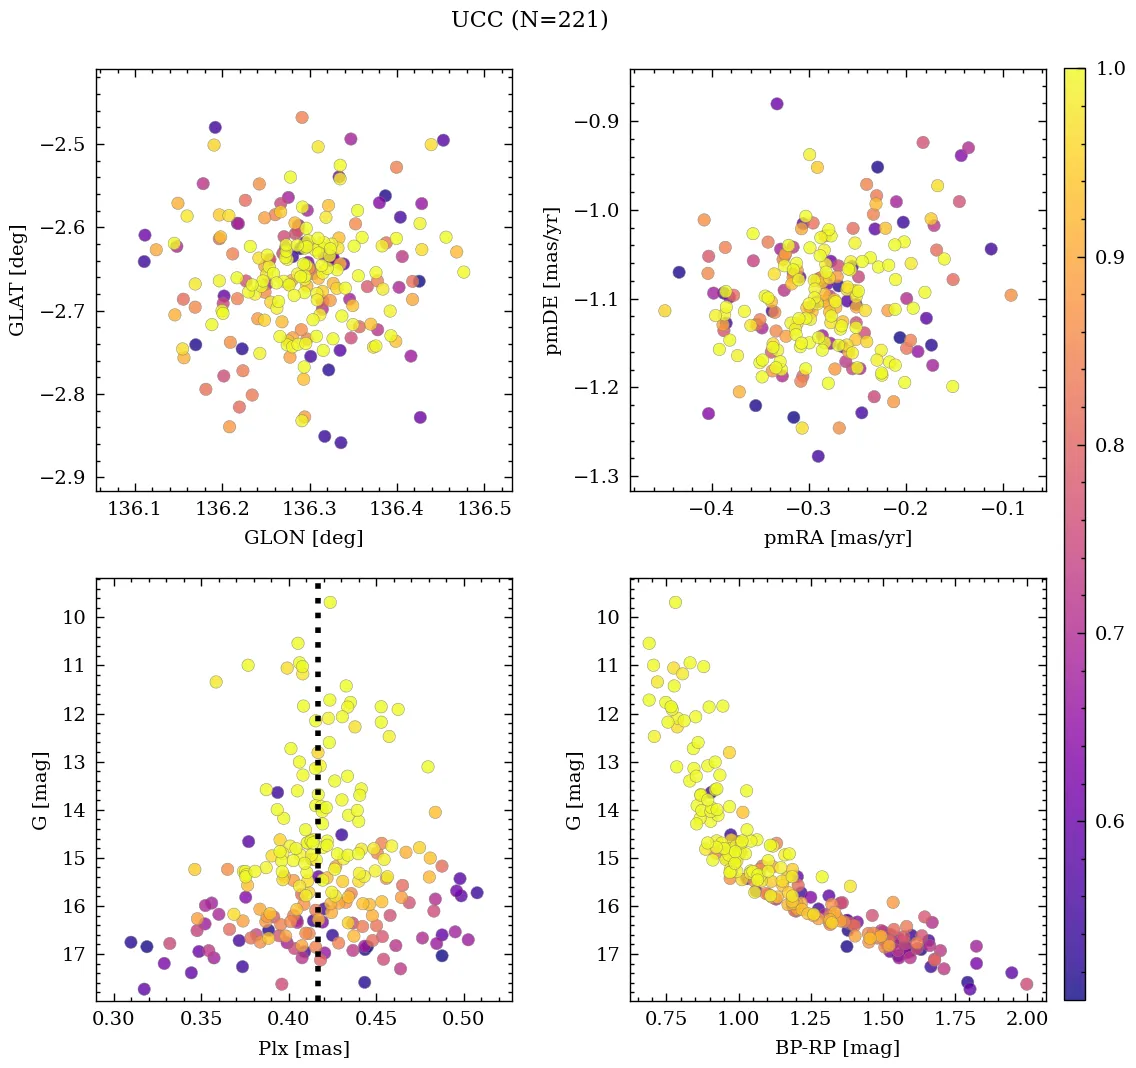 UCC (N=221)
−2.5
−2.6
−2.7
−2.8
−2.9
GLAT [deg]
136.1 136.2 136.3 136.4 136.5
GLON [deg]
−0.9
−1.0
−1.1
−1.2
−1.3
pmDE [mas/yr]
−0.4 −0.3 −0.2 −0.1
pmRA [mas/yr]
1.0
0.9
0.8
0.7
0.6
10
11
12
13
14
15
16
17
G [mag]
0.30 0.35 0.40 0.45 0.50
Plx [mas]
10
11
12
13
14
15
16
17
G [mag]
0.75 1.00 1.25 1.50 1.75 2.00
BP-RP [mag]